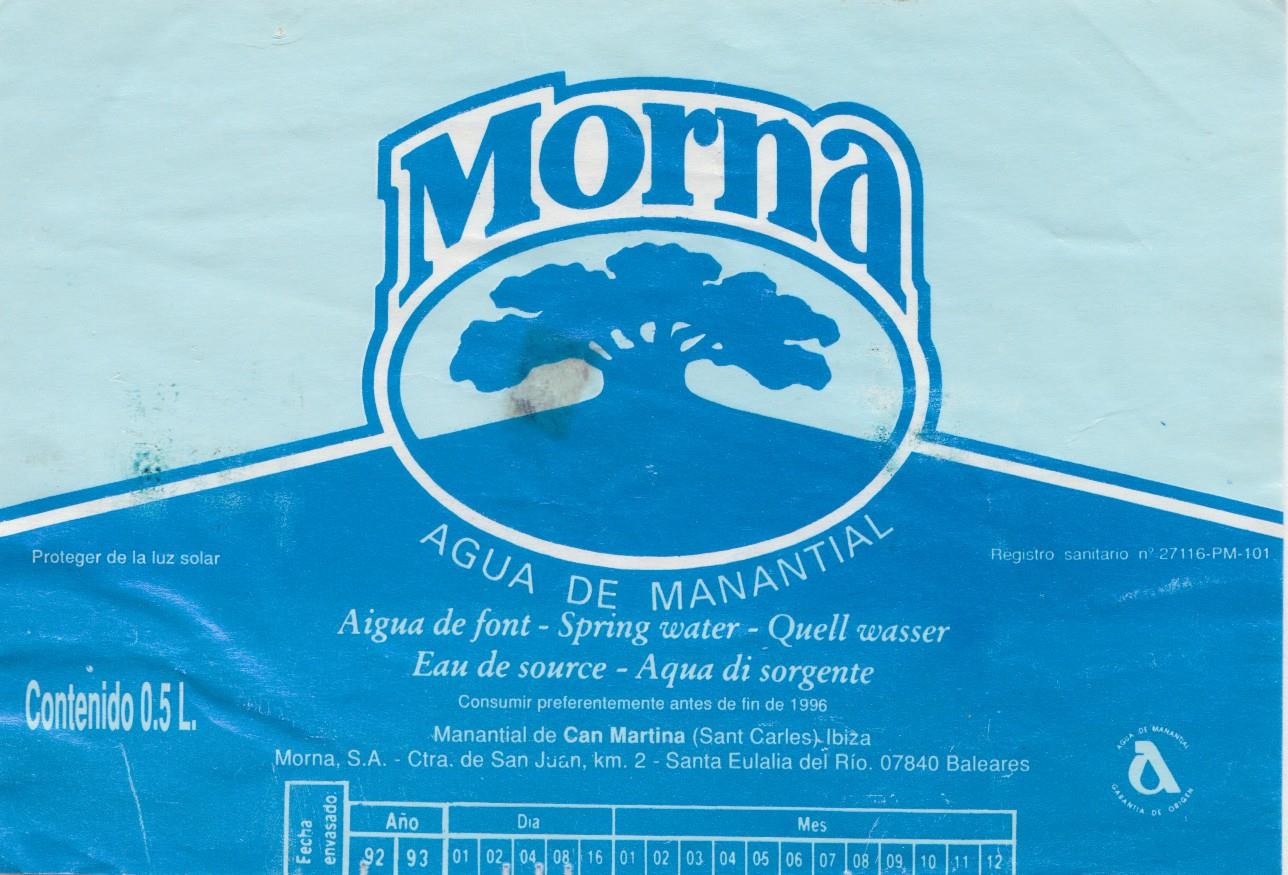 Morna
AGUA DE MANANTIAL
Proteger de la luz solar
Registro sanitario nº 27116-PM-101
Aigua de font - Spring water - Quell wasser
Eau de source - Aqua di sorgente
Contenido 0.5 L.
Consumir preferentemente antes de fin de 1996
Manantial de Can Martina (Sant Carles) Ibiza
Morna, S.A. - Ctra. de San Juan, km. 2 - Santa Eulalia del Río. 07840 Baleares
AGUA DE MANANTIAL
a
GARANTIA DE ORIGEN
Fecha envasado.
Año Dia Mes
92 93 01 02 04 08 16 01 02 03 04 05 06 07 08 09 10 11 12